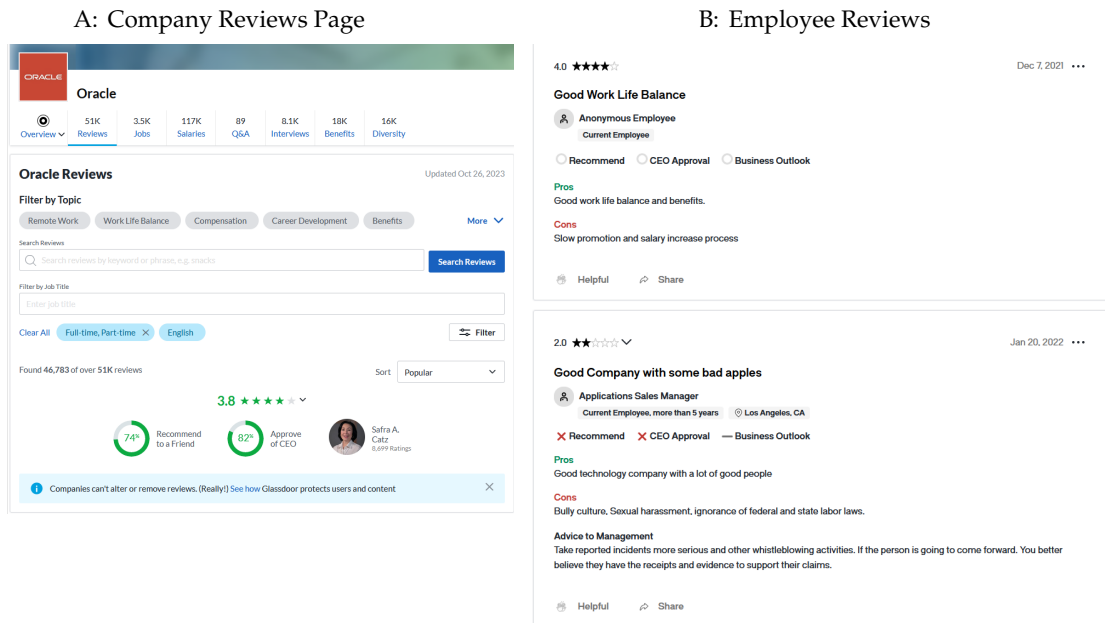 A: Company Reviews Page
ORACLE
Oracle
51K 3.5K 117K 89 8.1K 18K 16K
Overview Reviews Jobs Salaries Q&A Interviews Benefits Diversity
Oracle Reviews
Updated Oct 26, 2023
Filter by Topic
Remote Work Work Life Balance Compensation Career Development Benefits More
Search Reviews
Search reviews by keyword or phrase, e.g. snacks
Search Reviews
Filter by Job Title
Enter job title
Clear All Full-time, Part-time English Filter
Found 46,783 of over 51K reviews
Sort Popular
3.8
74% Recommend
to a Friend
82% Approve
of CEO
Safra A.
Catz
8,699 Ratings
Companies can't alter or remove reviews. (Really!) See how Glassdoor protects users and content
B: Employee Reviews
4.0 Dec 7, 2021
Good Work Life Balance
Anonymous Employee
Current Employee
Recommend CEO Approval Business Outlook
Pros
Good work life balance and benefits.
Cons
Slow promotion and salary increase process
Helpful Share
2.0 Jan 20, 2022
Good Company with some bad apples
Applications Sales Manager
Current Employee, more than 5 years Los Angeles, CA
Recommend CEO Approval Business Outlook
Pros
Good technology company with a lot of good people
Cons
Bully culture, Sexual harassment, ignorance of federal and state labor laws.
Advice to Management
Take reported incidents more serious and other whistleblowing activities. If the person is going to come forward. You better
believe they have the receipts and evidence to support their claims.
Helpful Share